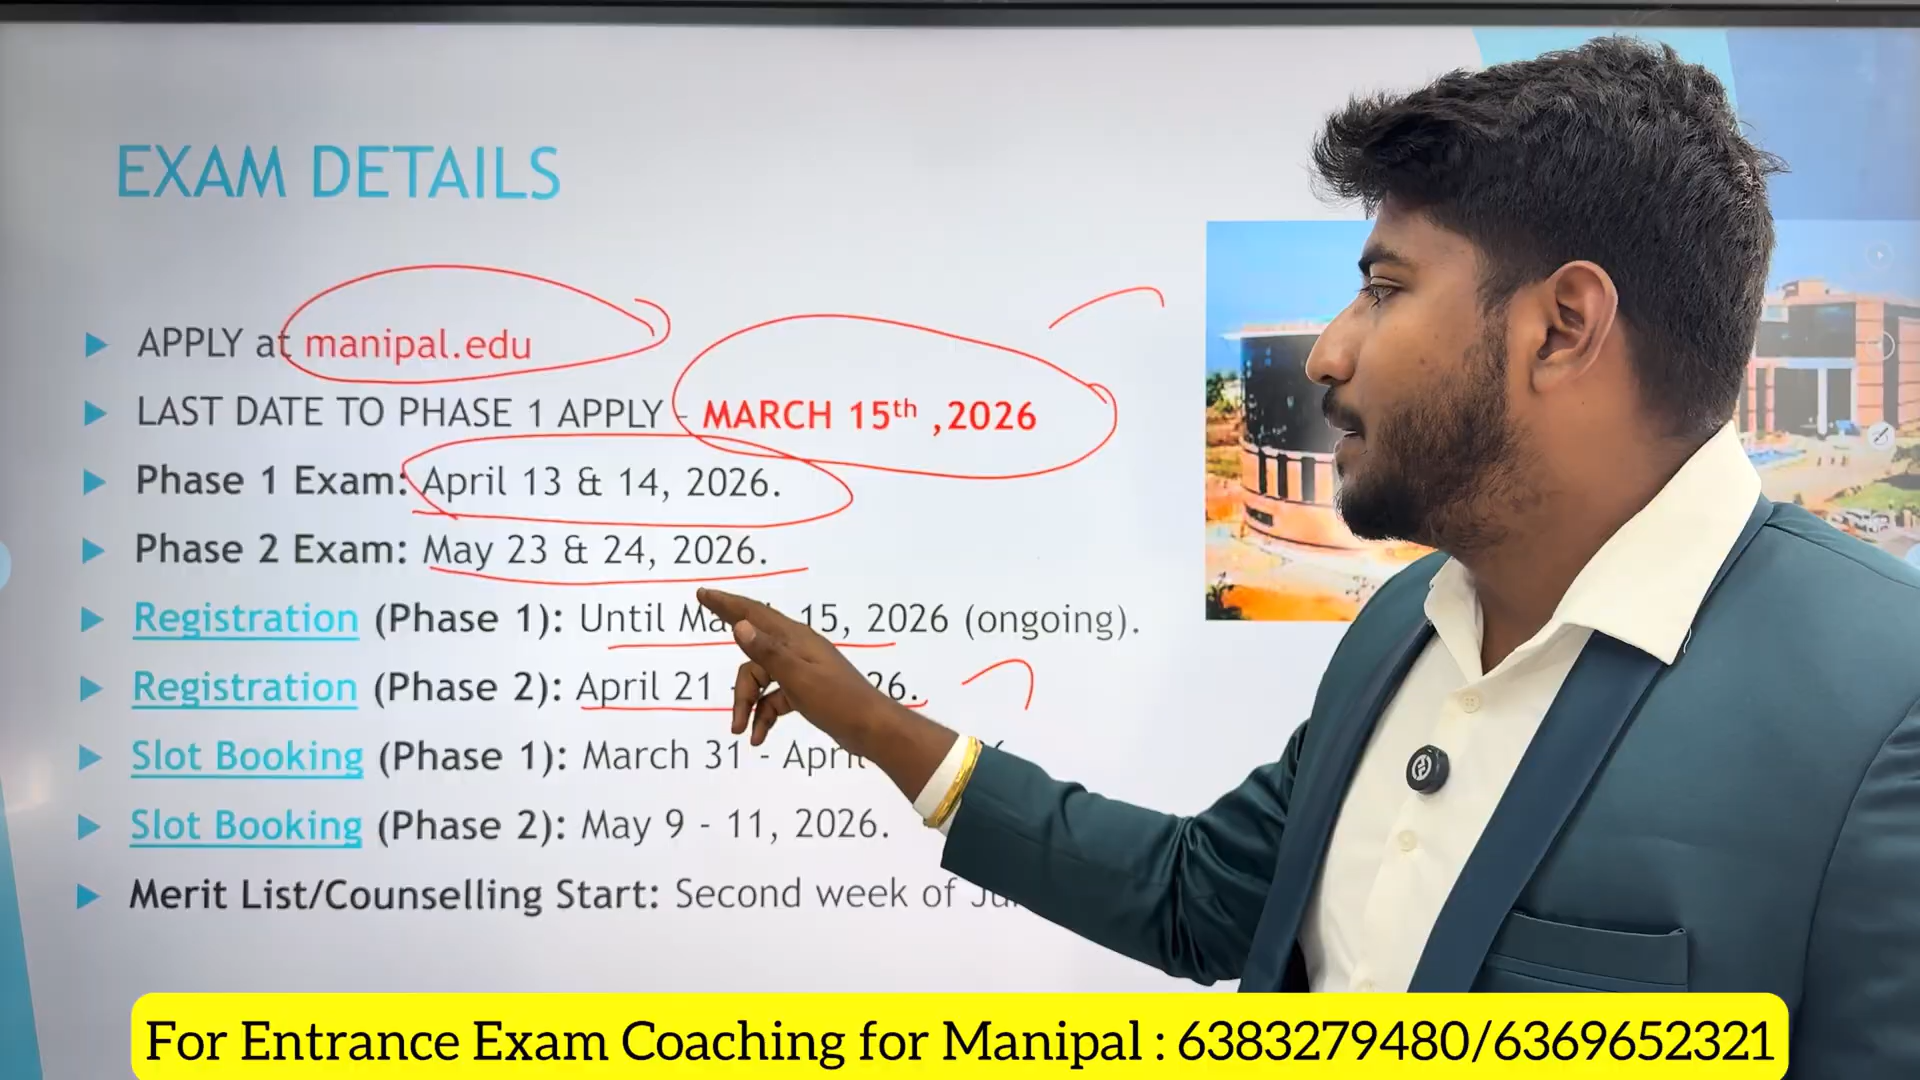 EXAM DETAILS
APPLY at manipal.edu
LAST DATE TO PHASE 1 APPLY - MARCH 15th ,2026
Phase 1 Exam: April 13 & 14, 2026.
Phase 2 Exam: May 23 & 24, 2026.
Registration (Phase 1): Until 15, 2026 (ongoing).
Registration (Phase 2): April 21
Slot Booking (Phase 1): March 31 -
Slot Booking (Phase 2): May 9 - 11, 2026.
Merit List/Counselling Start: Second week of
For Entrance Exam Coaching for Manipal : 6383279480/6369652321